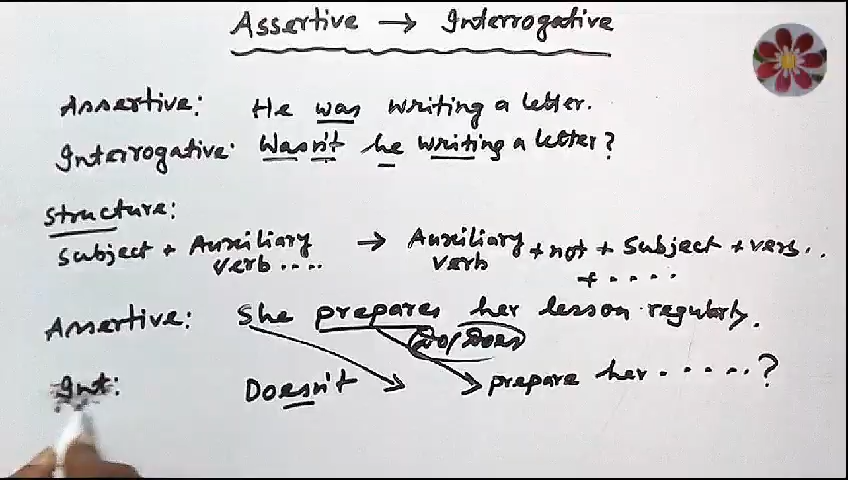 Assertive → Interrogative
Assertive: He was writing a letter.
Interrogative: Wasn't he writing a letter?
Structure:
Subject + Auxiliary verb .... → Auxiliary verb + not + Subject + verb.. + .....
Assertive: She prepares her lesson regularly.
Do/Does
Int: Doesn't prepare her .....?